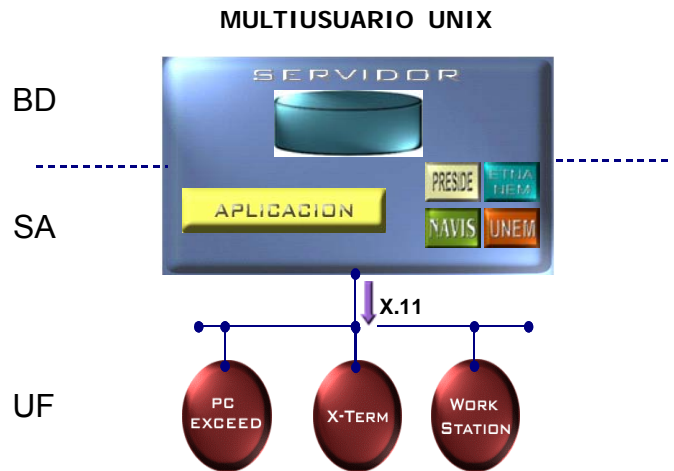 MULTIUSUARIO UNIX
SERVIDOR
BD
PRESIDE
ETNA
NEM
APLICACION
SA
NAVIS
UNEM
X.11
UF
PC
EXCEED
X-TERM
WORK
STATION